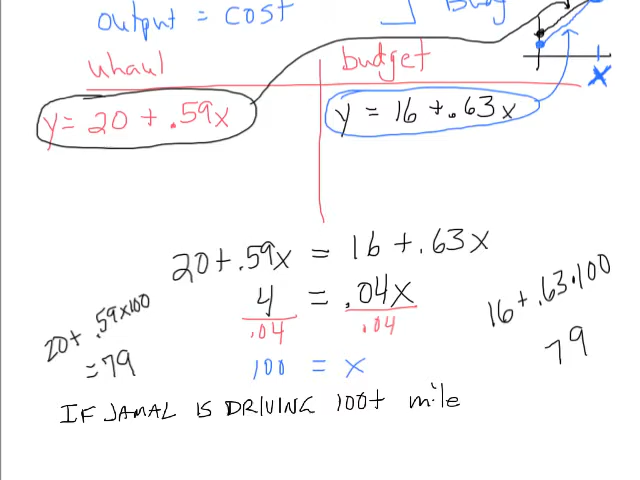 output = cost
uhaul budget
y = 20 + .59x y = 16 + .63x
20 + .59x = 16 + .63x
4 = .04x
.04 .04
100 = x
20 + .59x100
= 79
16 + .63·100
79
IF JAMAL IS DRIVING 100+ mile
x